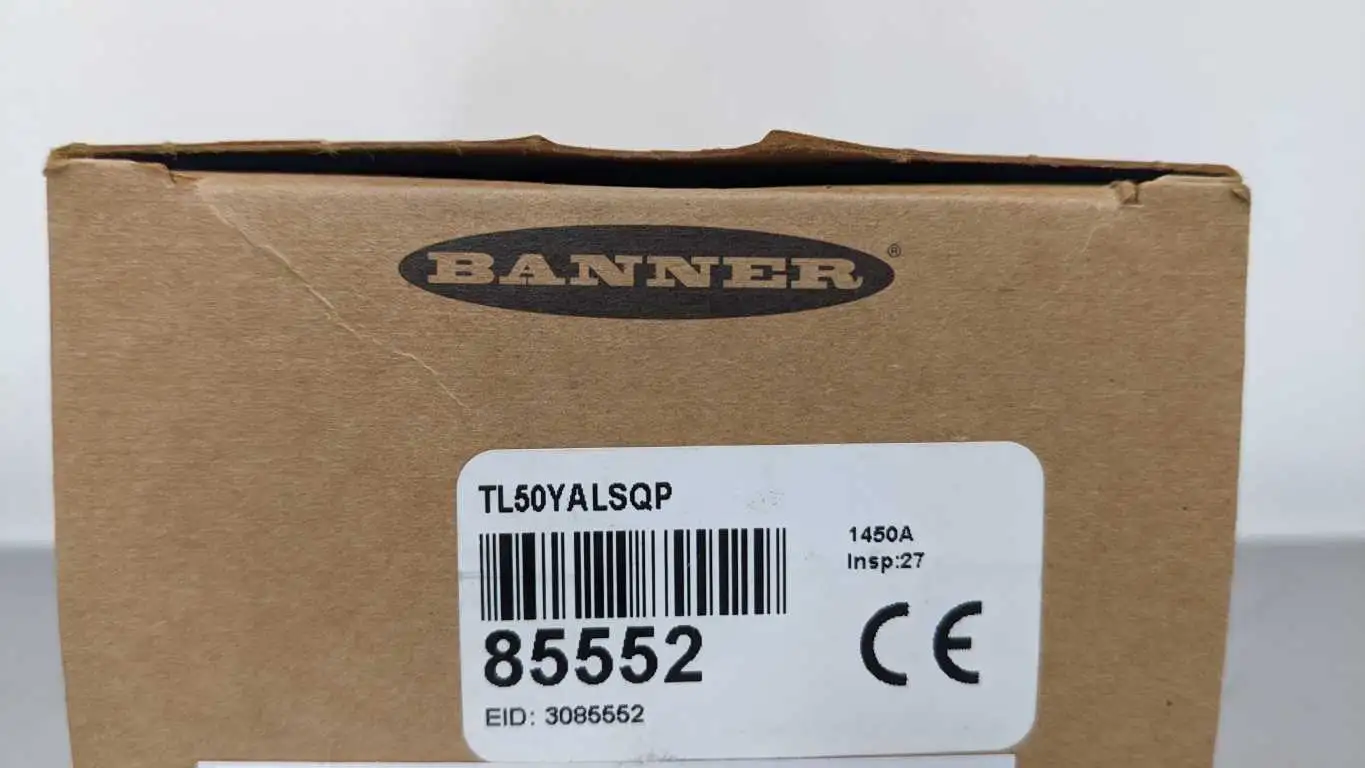 BANNER®
TL50YALSQP
1450A
Insp:27
85552
CE
EID: 3085552